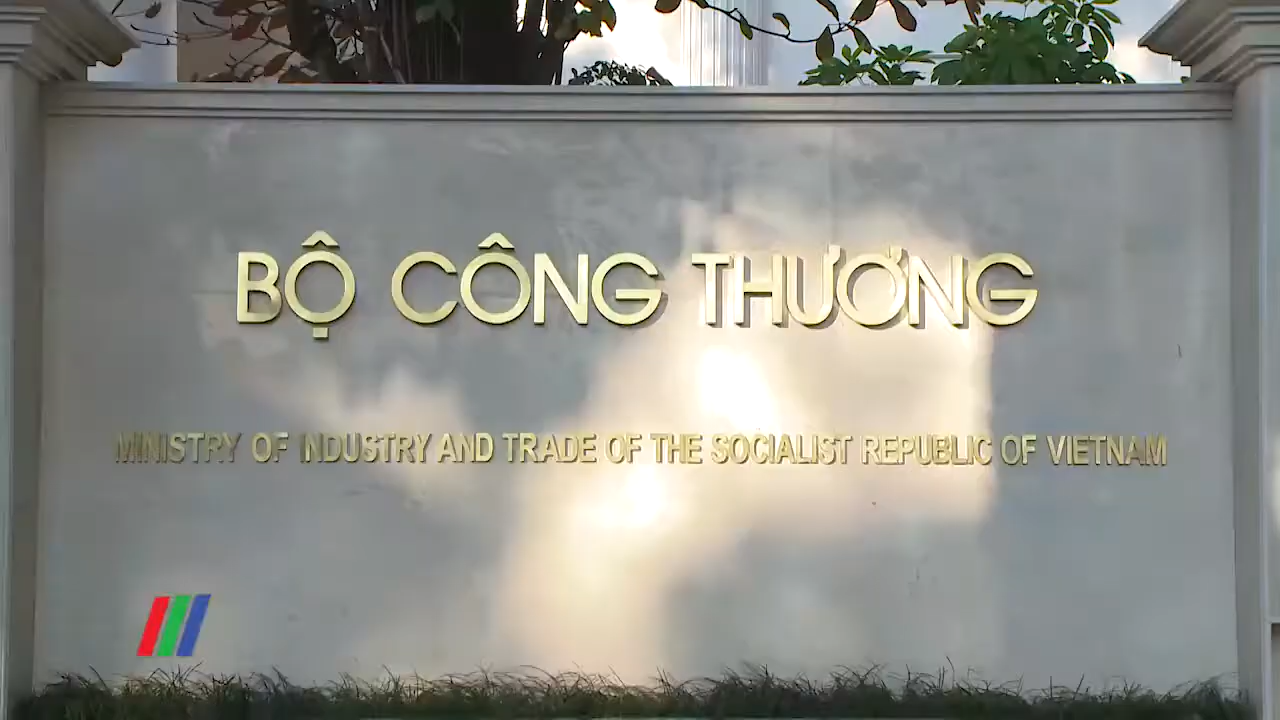 BỘ CÔNG THƯƠNG
MINISTRY OF INDUSTRY AND TRADE OF THE SOCIALIST REPUBLIC OF VIETNAM